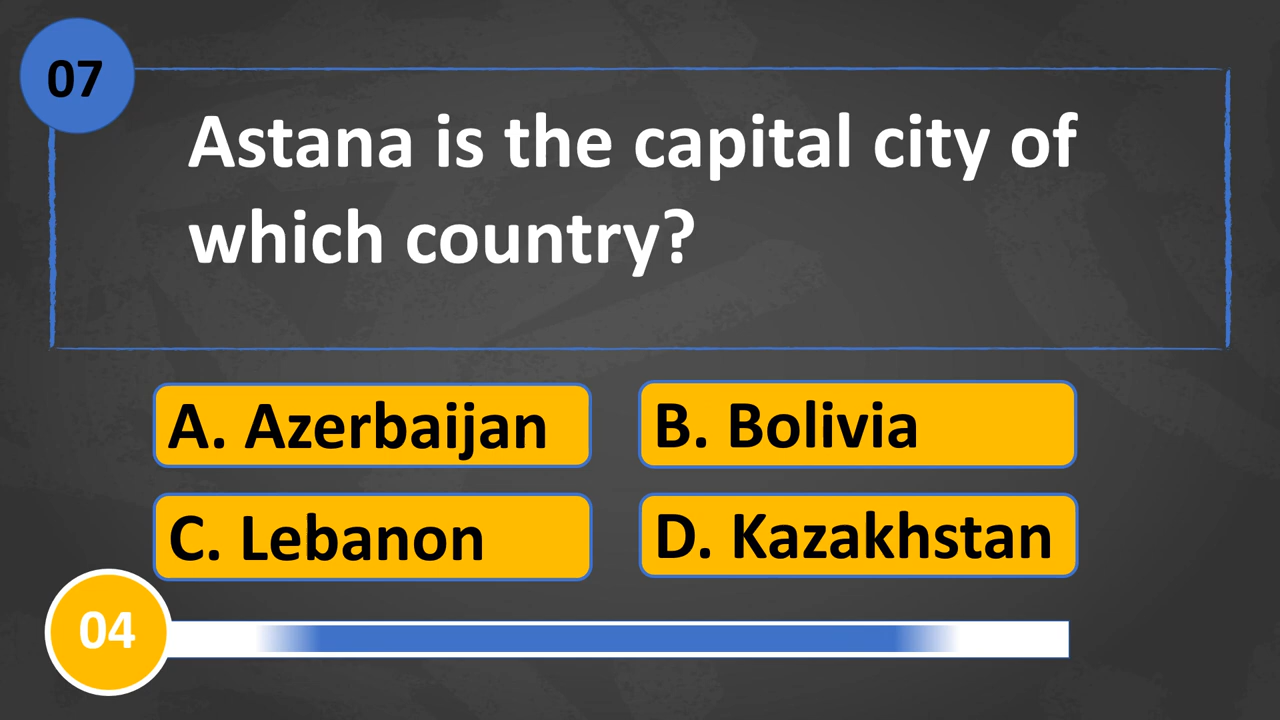 07
Astana is the capital city of
which country?
A. Azerbaijan
B. Bolivia
C. Lebanon
D. Kazakhstan
04